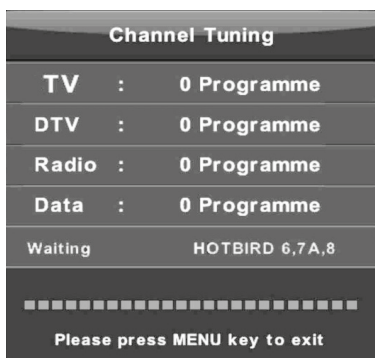 Channel Tuning
TV : 0 Programme
DTV : 0 Programme
Radio : 0 Programme
Data : 0 Programme
Waiting HOTBIRD 6,7A,8
Please press MENU key to exit